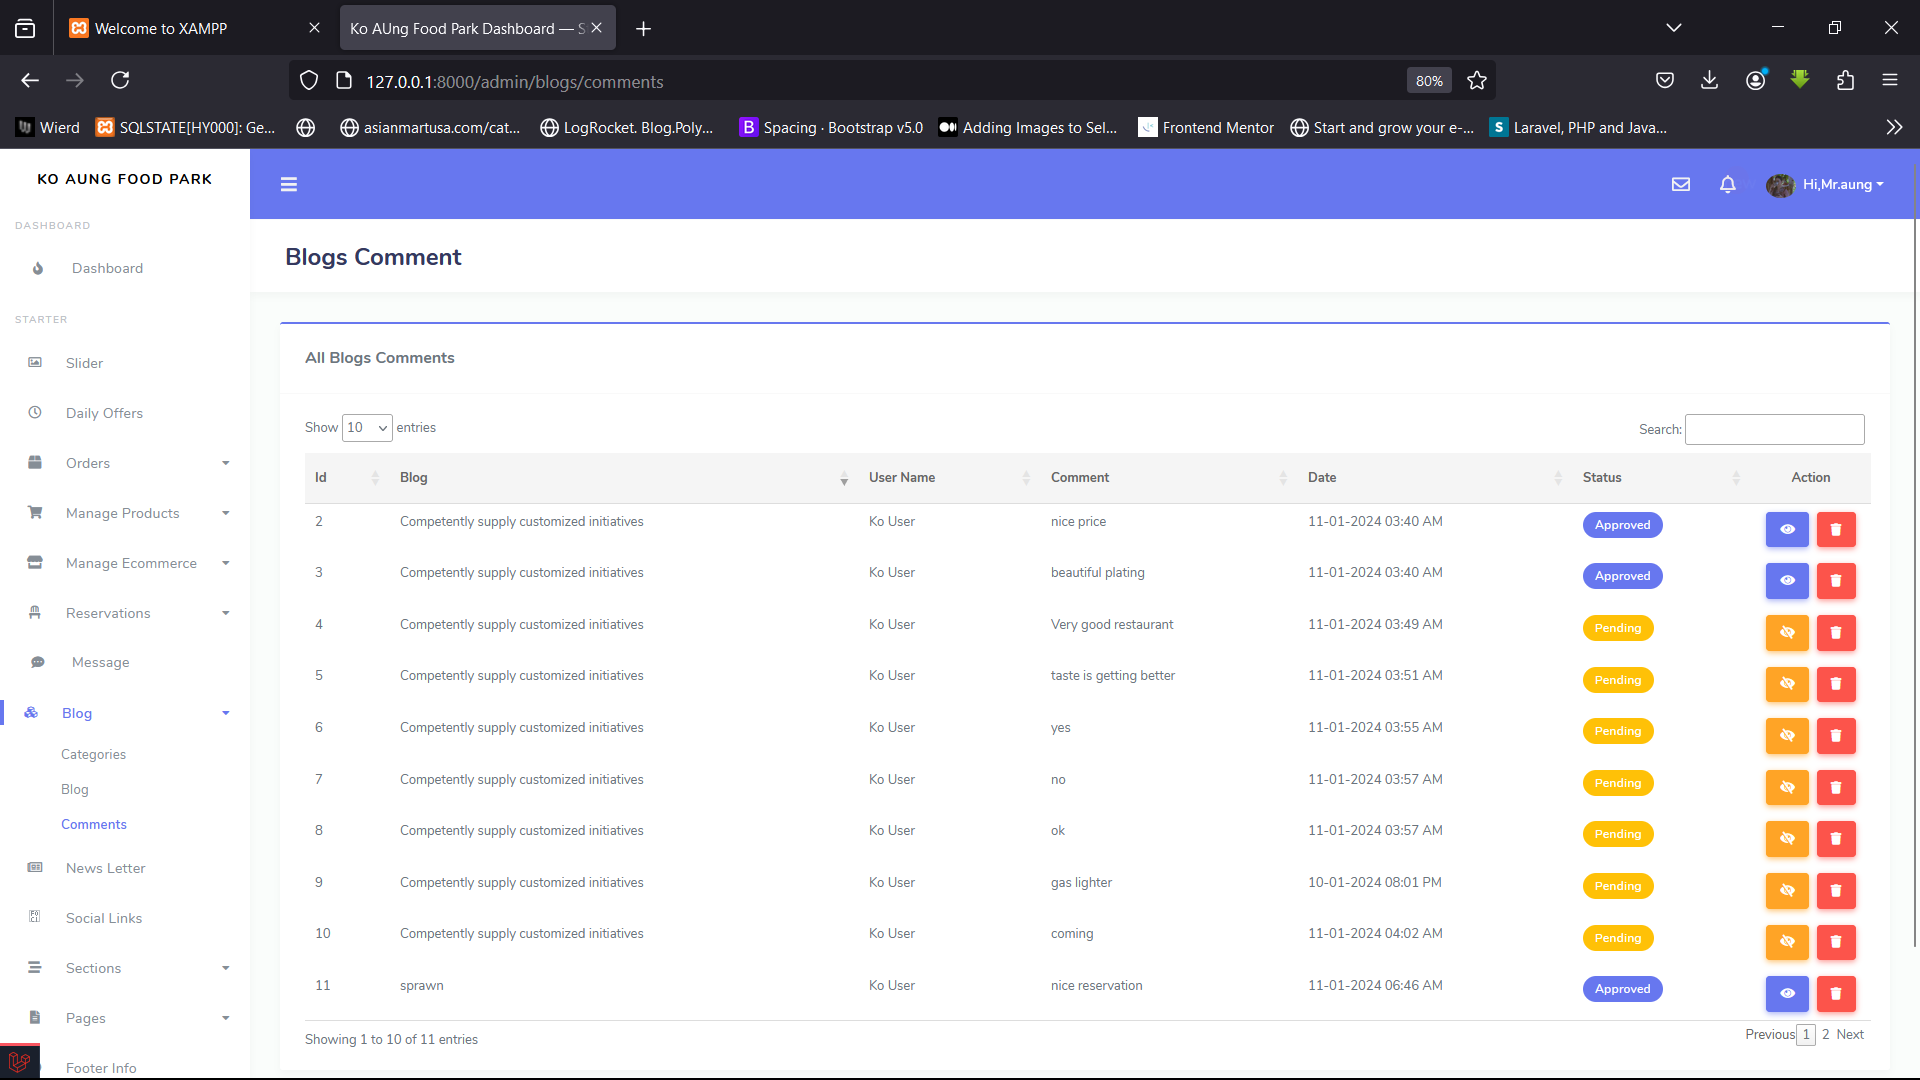 Welcome to XAMPP
Ko AUng Food Park Dashboard — S
127.0.0.1:8000/admin/blogs/comments
80%
Wierd
SQLSTATE[HY000]: Ge...
asianmartusa.com/cat...
LogRocket. Blog.Poly...
B
Spacing · Bootstrap v5.0
Adding Images to Sel...
Frontend Mentor
Start and grow your e-...
S
Laravel, PHP and Java...
KO AUNG FOOD PARK
Hi,Mr.aung
DASHBOARD
Dashboard
STARTER
Slider
Daily Offers
Orders
Manage Products
Manage Ecommerce
Reservations
Message
Blog
Categories
Blog
Comments
News Letter
Social Links
Sections
Pages
Footer Info
Blogs Comment
All Blogs Comments
Show 10 entries
Search:
Id Blog User Name Comment Date Status Action
2 Competently supply customized initiatives Ko User nice price 11-01-2024 03:40 AM Approved
3 Competently supply customized initiatives Ko User beautiful plating 11-01-2024 03:40 AM Approved
4 Competently supply customized initiatives Ko User Very good restaurant 11-01-2024 03:49 AM Pending
5 Competently supply customized initiatives Ko User taste is getting better 11-01-2024 03:51 AM Pending
6 Competently supply customized initiatives Ko User yes 11-01-2024 03:55 AM Pending
7 Competently supply customized initiatives Ko User no 11-01-2024 03:57 AM Pending
8 Competently supply customized initiatives Ko User ok 11-01-2024 03:57 AM Pending
9 Competently supply customized initiatives Ko User gas lighter 10-01-2024 08:01 PM Pending
10 Competently supply customized initiatives Ko User coming 11-01-2024 04:02 AM Pending
11 sprawn Ko User nice reservation 11-01-2024 06:46 AM Approved
Showing 1 to 10 of 11 entries
Previous 1 2 Next